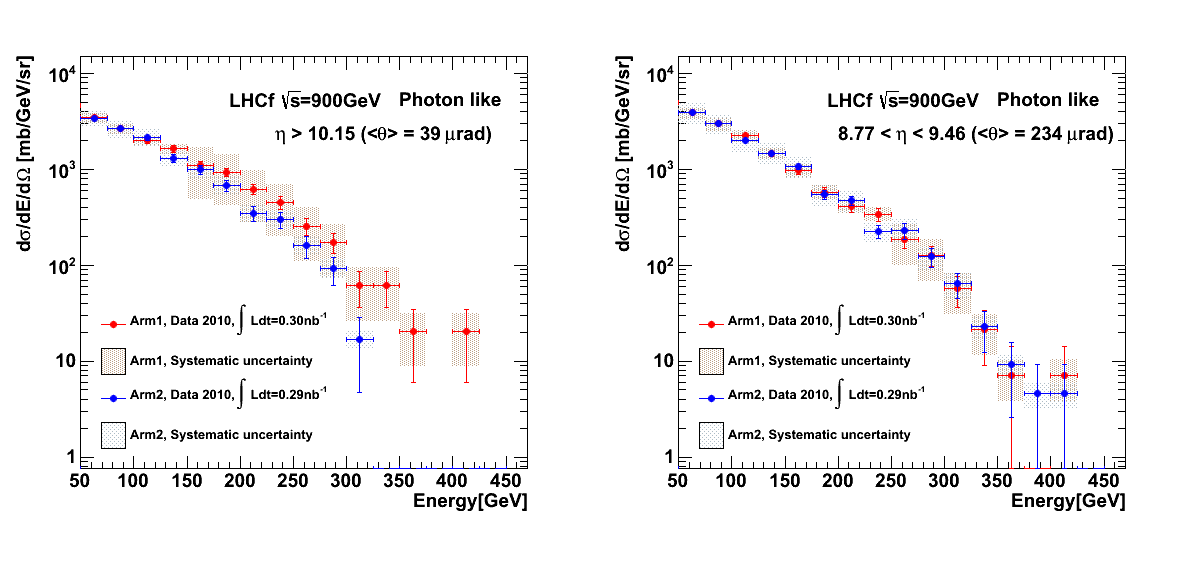 LHCf √s=900GeV Photon like
η > 10.15 (<θ> = 39 μrad)
dσ/dE/dΩ [mb/GeV/sr]
10⁴
10³
10²
10
1
Arm1, Data 2010, ∫ Ldt=0.30nb⁻¹
Arm1, Systematic uncertainty
Arm2, Data 2010, ∫ Ldt=0.29nb⁻¹
Arm2, Systematic uncertainty
50 100 150 200 250 300 350 400 450
Energy[GeV]
LHCf √s=900GeV Photon like
8.77 < η < 9.46 (<θ> = 234 μrad)
dσ/dE/dΩ [mb/GeV/sr]
10⁴
10³
10²
10
1
Arm1, Data 2010, ∫ Ldt=0.30nb⁻¹
Arm1, Systematic uncertainty
Arm2, Data 2010, ∫ Ldt=0.29nb⁻¹
Arm2, Systematic uncertainty
50 100 150 200 250 300 350 400 450
Energy[GeV]